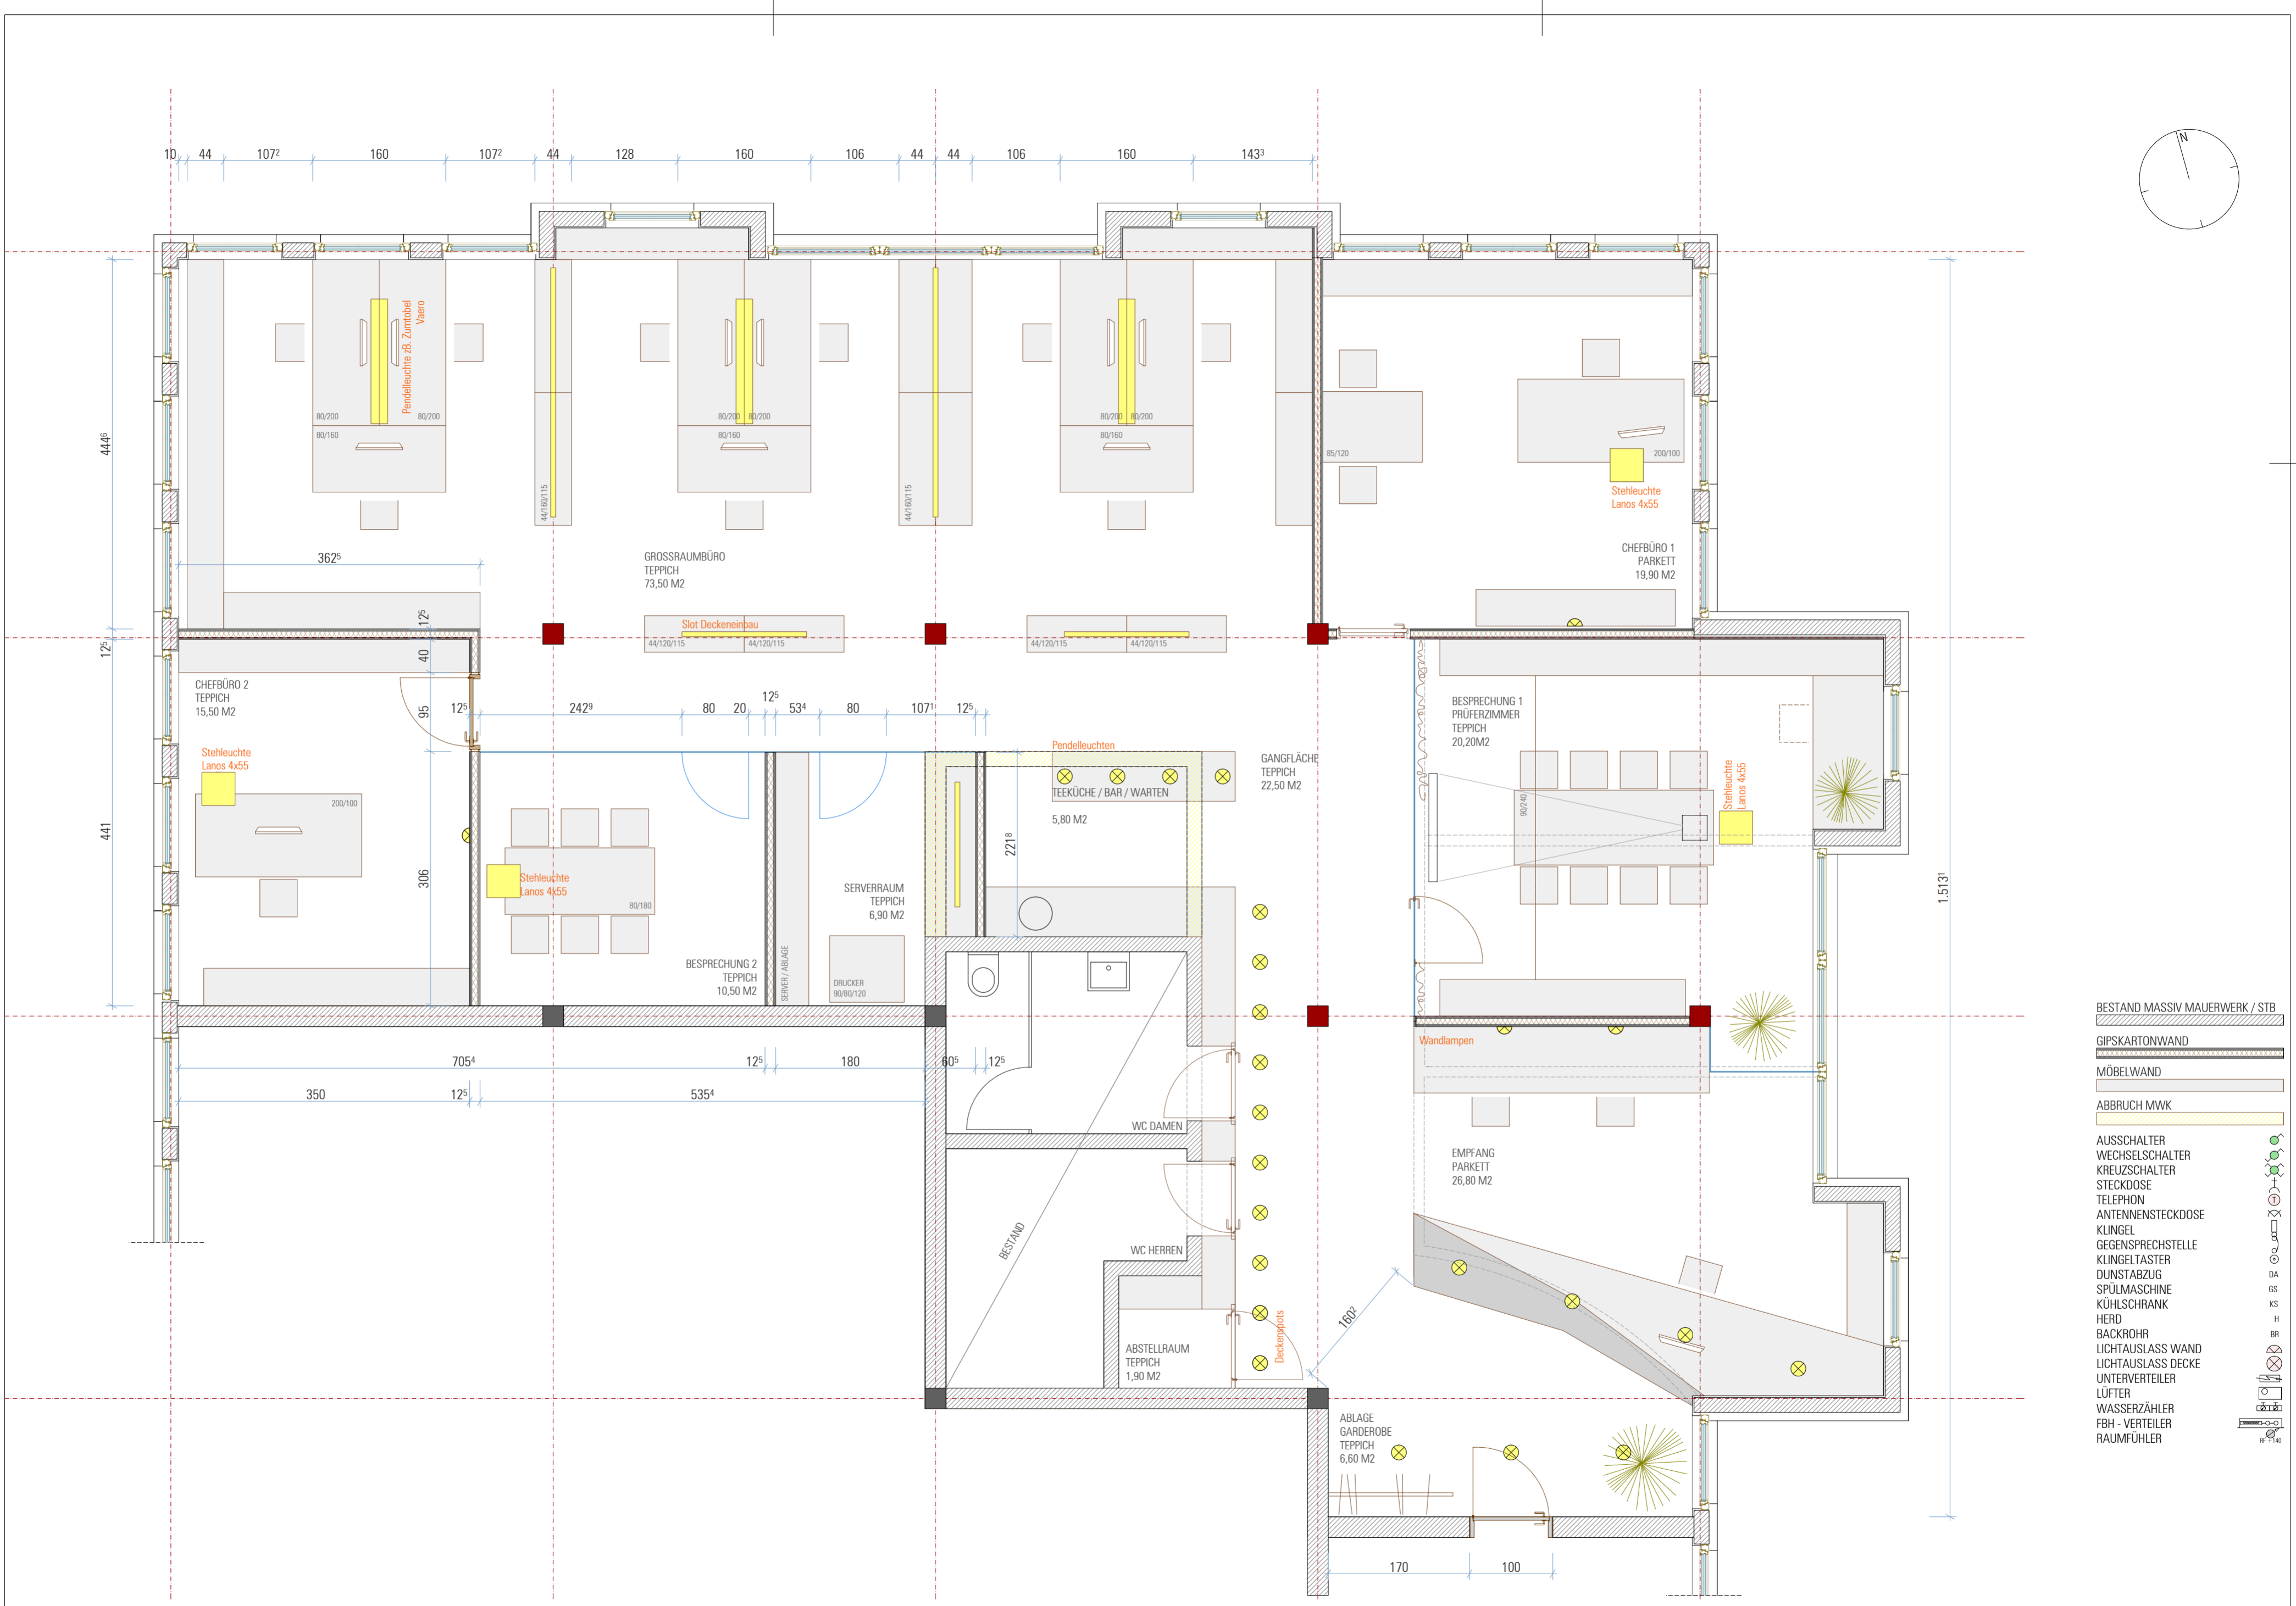 N
10 44 107² 160 107² 44 128 160 106 44 44 106 160 143³
Pendelleuchte zB. Zumtobel
Vaero
80/200 80/200
80/160
44/160/115
80/200 80/200
80/160
44/160/115
80/200 80/200
80/160
85/120
200/100
Stehleuchte
Lanos 4x55
444⁶
362⁵
GROSSRAUMBÜRO
TEPPICH
73,50 M2
CHEFBÜRO 1
PARKETT
19,90 M2
12⁵
12⁵
Slot Deckeneinbau
44/120/115 44/120/115
44/120/115 44/120/115
40
CHEFBÜRO 2
TEPPICH
15,50 M2
95
12⁵ 242⁹ 80 20 12⁵ 53⁴ 80 107¹ 12⁵
BESPRECHUNG 1
PRÜFERZIMMER
TEPPICH
20,20M2
Stehleuchte
Lanos 4x55
200/100
Pendelleuchten
TEEKÜCHE / BAR / WARTEN
5,80 M2
GANGFLÄCHE
TEPPICH
22,50 M2
90/240
Stehleuchte
Lanos 4x55
441
306
221⁸
Stehleuchte
Lanos 4x55
80/180
SERVERRAUM
TEPPICH
6,90 M2
1.513¹
BESPRECHUNG 2
TEPPICH
10,50 M2
SERVER / ABLAGE
DRUCKER
90/80/120
Wandlampen
705⁴ 12⁵ 180 60⁵ 12⁵
350 12⁵ 535⁴
WC DAMEN
EMPFANG
PARKETT
26,80 M2
BESTAND
WC HERREN
160²
Deckenspots
ABSTELLRAUM
TEPPICH
1,90 M2
ABLAGE
GARDEROBE
TEPPICH
6,60 M2
170 100
BESTAND MASSIV MAUERWERK / STB
GIPSKARTONWAND
MÖBELWAND
ABBRUCH MWK
AUSSCHALTER
WECHSELSCHALTER
KREUZSCHALTER
STECKDOSE
TELEPHON T
ANTENNENSTECKDOSE
KLINGEL
GEGENSPRECHSTELLE
KLINGELTASTER
DUNSTABZUG DA
SPÜLMASCHINE GS
KÜHLSCHRANK KS
HERD H
BACKROHR BR
LICHTAUSLASS WAND
LICHTAUSLASS DECKE
UNTERVERTEILER
LÜFTER
WASSERZÄHLER
FBH - VERTEILER
RAUMFÜHLER RF +140